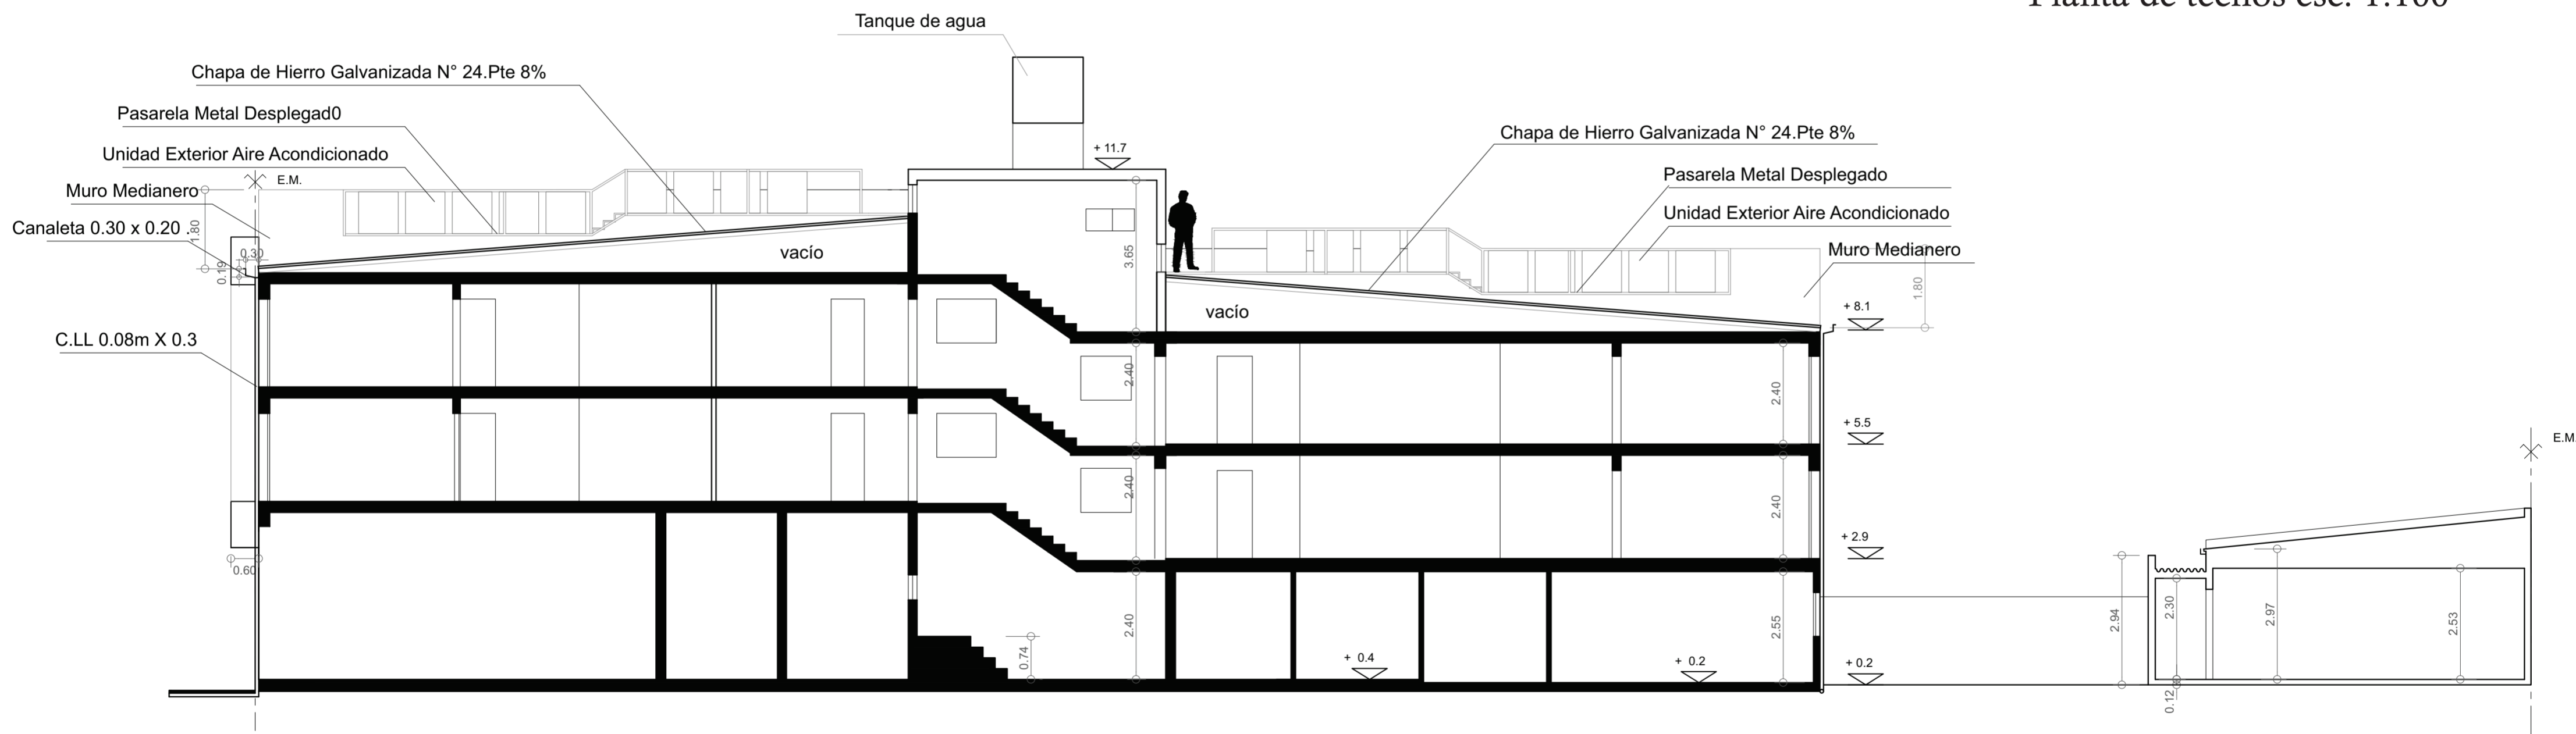 Planta de techos esc. 1:100
Tanque de agua
Chapa de Hierro Galvanizada N° 24.Pte 8%
Pasarela Metal Desplegad0
Unidad Exterior Aire Acondicionado
Muro Medianero
Canaleta 0.30 x 0.20 .
C.LL 0.08m X 0.3
E.M.
1.80
0.30
0.19
0.60
vacío
+ 11.7
3.65
2.40
2.40
2.40
0.74
Chapa de Hierro Galvanizada N° 24.Pte 8%
Pasarela Metal Desplegado
Unidad Exterior Aire Acondicionado
Muro Medianero
vacío
1.80
+ 8.1
+ 5.5
+ 2.9
+ 0.2
2.40
2.40
2.55
+ 0.4
+ 0.2
E.M.
2.94
2.30
0.12
2.97
2.53